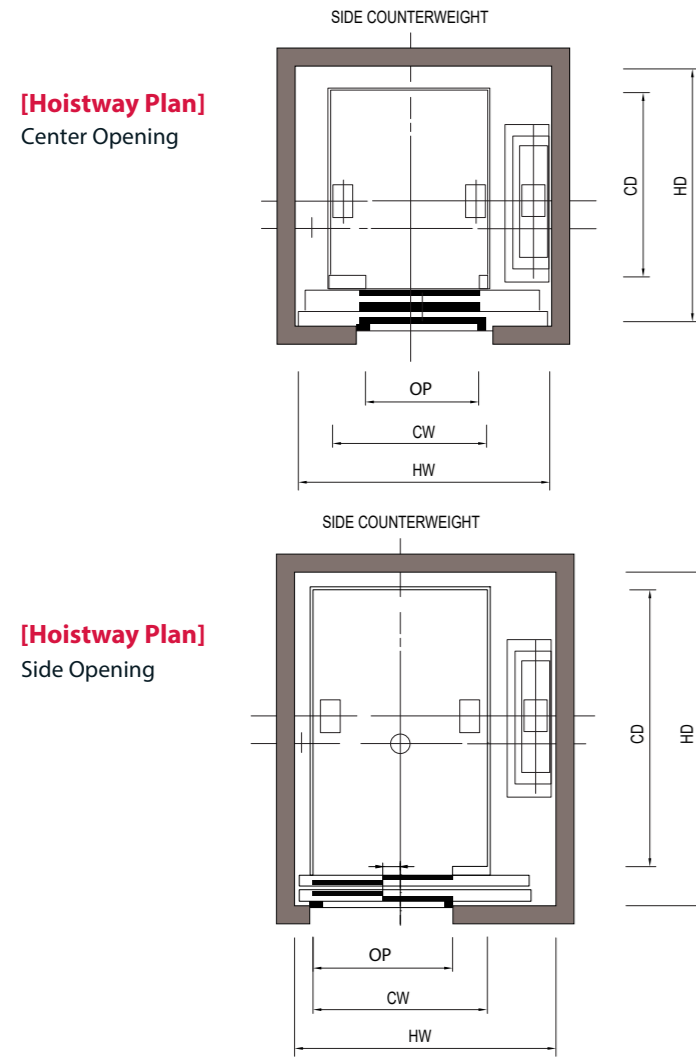 SIDE COUNTERWEIGHT
[Hoistway Plan]
Center Opening
CD
HD
OP
CW
HW
SIDE COUNTERWEIGHT
[Hoistway Plan]
Side Opening
CD
HD
OP
CW
HW